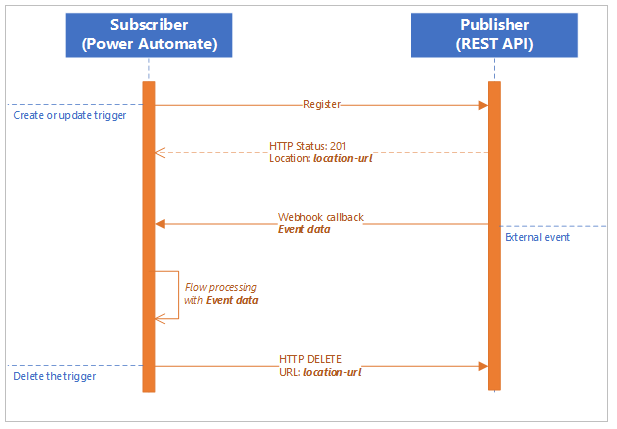 Subscriber
(Power Automate)
Publisher
(REST API)
Register
Create or update trigger
HTTP Status: 201
Location: location-url
Webhook callback
Event data
External event
Flow processing
with Event data
HTTP DELETE
URL: location-url
Delete the trigger